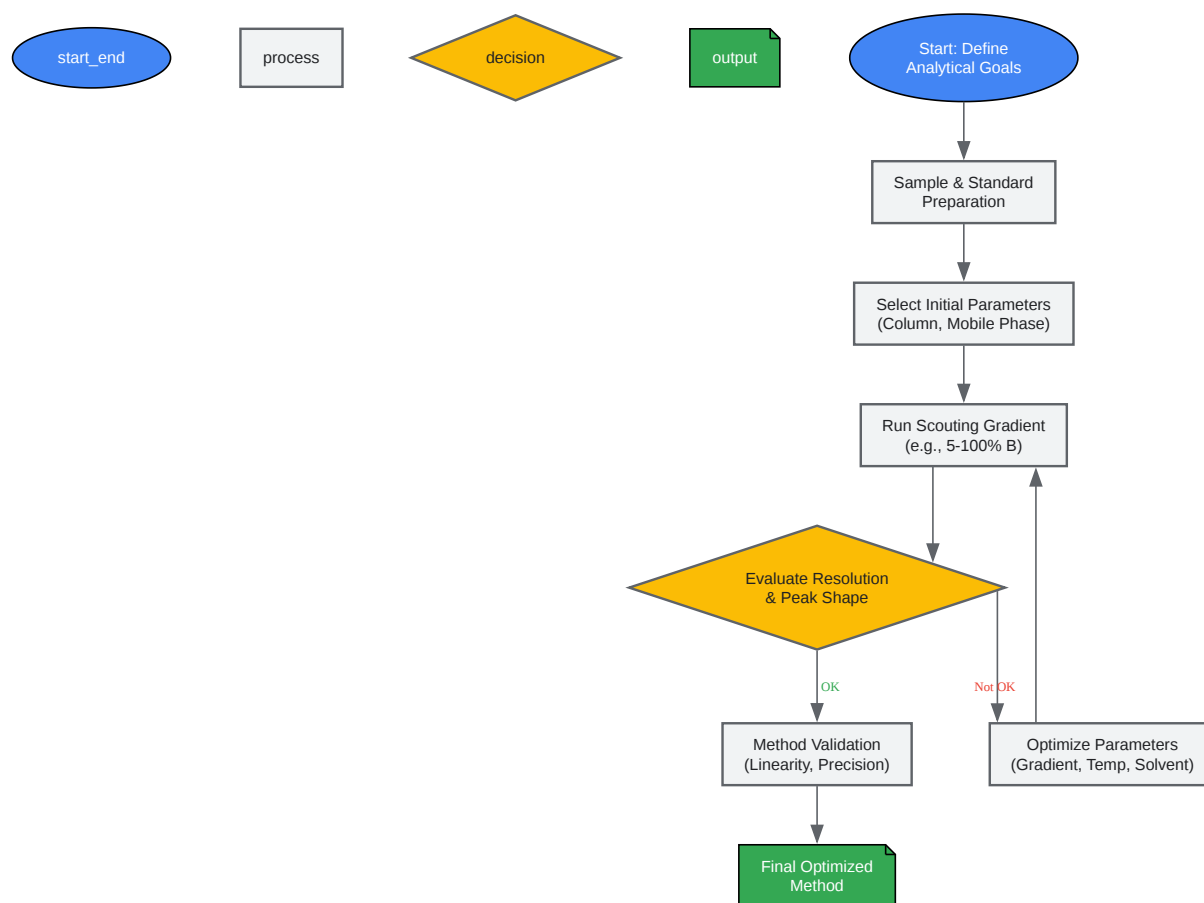 start_end
process
decision
output
Start: Define
Analytical Goals
Sample & Standard
Preparation
Select Initial Parameters
(Column, Mobile Phase)
Run Scouting Gradient
(e.g., 5-100% B)
Evaluate Resolution
& Peak Shape
OK
Not OK
Method Validation
(Linearity, Precision)
Optimize Parameters
(Gradient, Temp, Solvent)
Final Optimized
Method